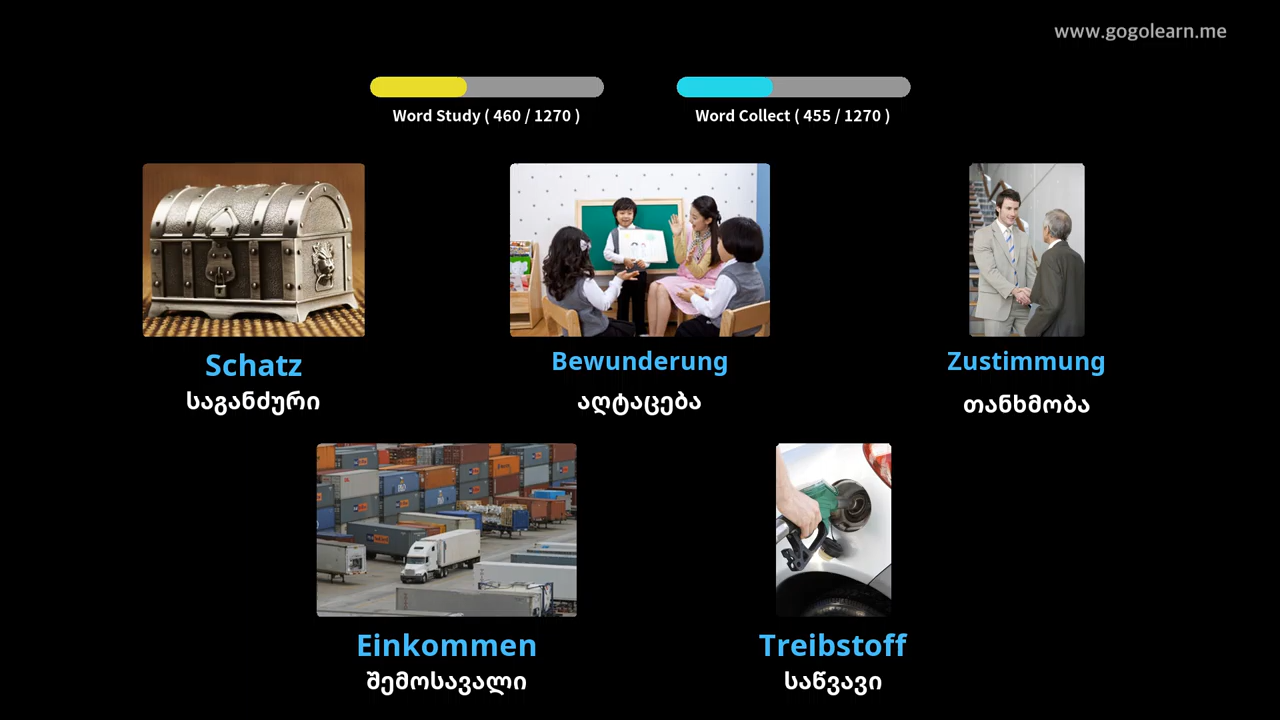 www.gogolearn.me
Word Study ( 460 / 1270 )
Word Collect ( 455 / 1270 )
Schatz
საგანძური
Bewunderung
აღტაცება
Zustimmung
თანხმობა
Einkommen
შემოსავალი
Treibstoff
საწვავი